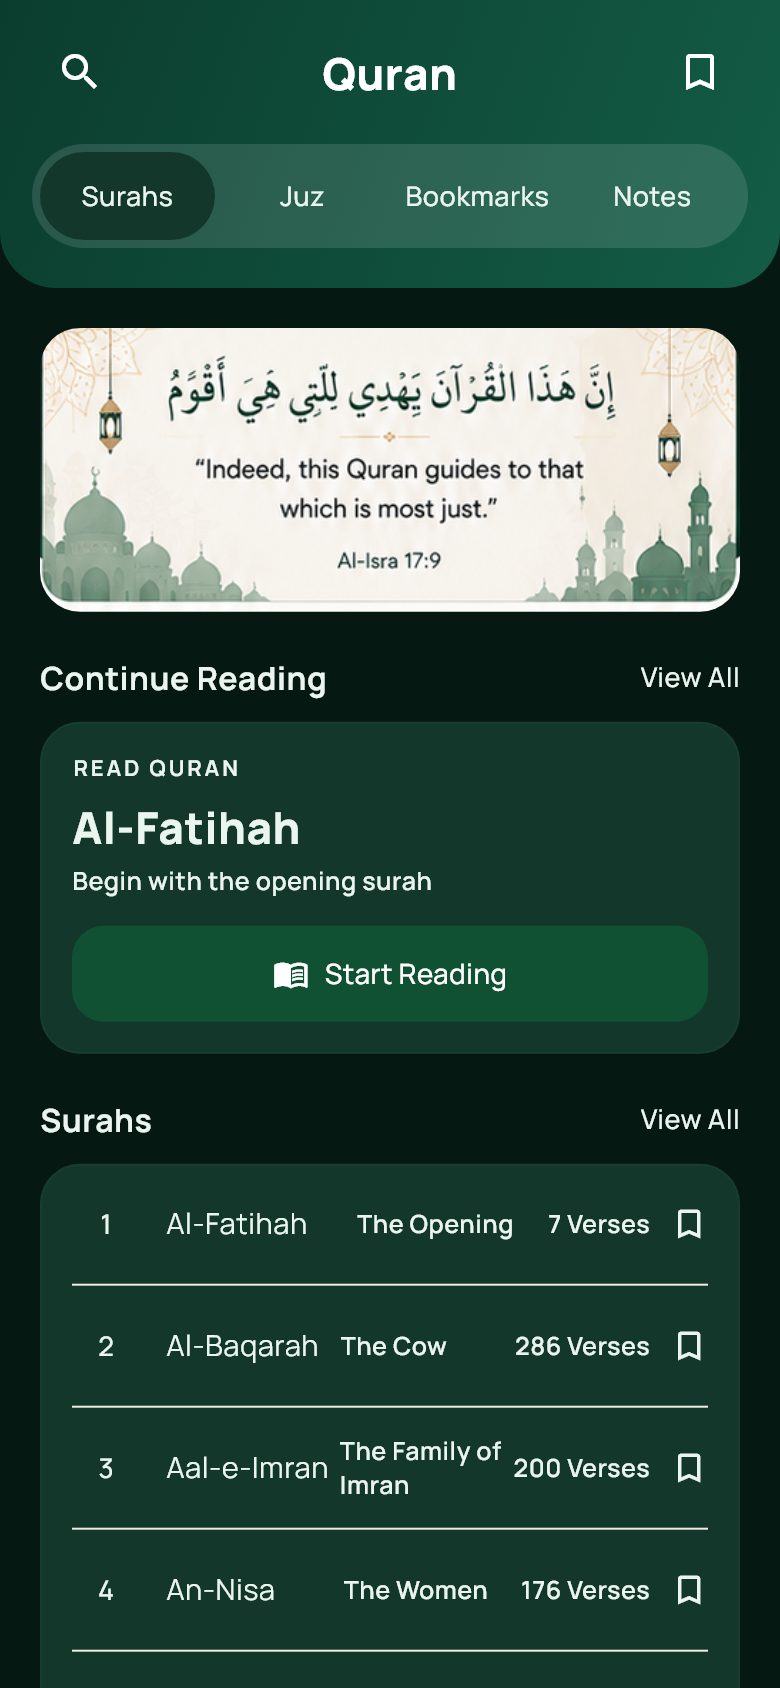 Quran
Surahs Juz Bookmarks Notes
إِنَّ هَذَا الْقُرْآنَ يَهْدِي لِلَّتِي هِيَ أَقْوَمُ
“Indeed, this Quran guides to that
which is most just.”
Al-Isra 17:9
Continue Reading View All
READ QURAN
Al-Fatihah
Begin with the opening surah
Start Reading
Surahs View All
1 Al-Fatihah The Opening 7 Verses
2 Al-Baqarah The Cow 286 Verses
3 Aal-e-Imran The Family of Imran 200 Verses
4 An-Nisa The Women 176 Verses